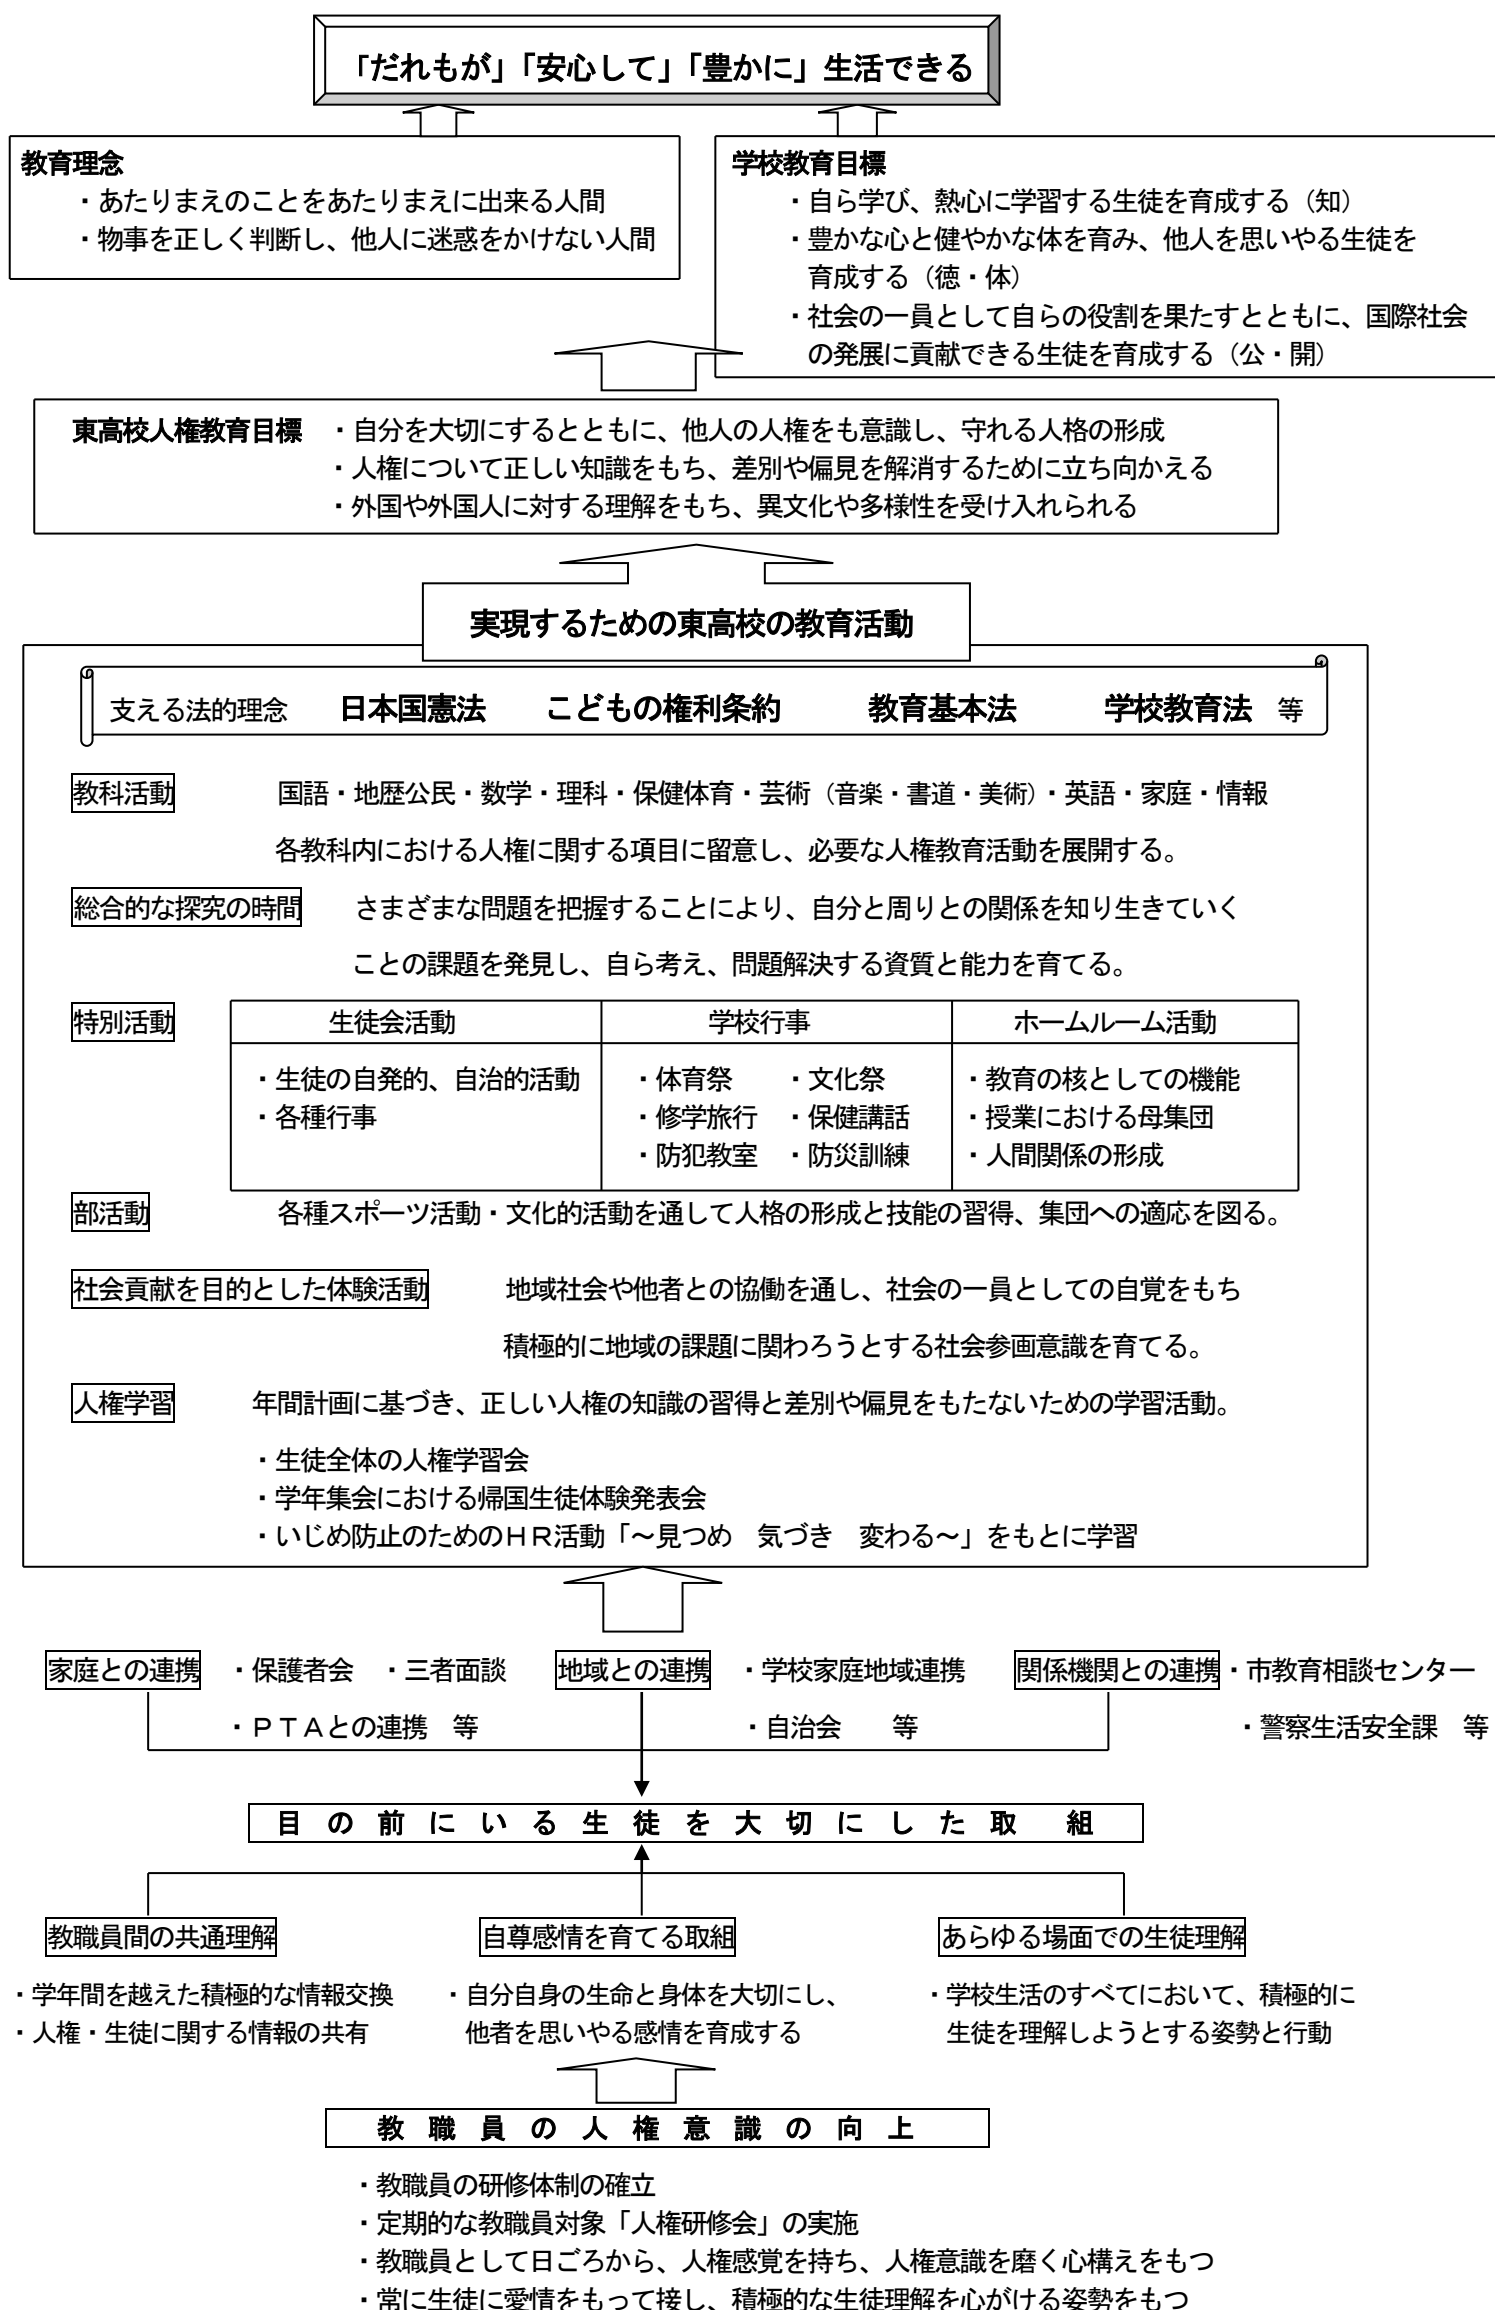 「だれもが」「安心して」「豊かに」生活できる
教育理念
・あたりまえのことをあたりまえに出来る人間
・物事を正しく判断し、他人に迷惑をかけない人間
学校教育目標
・自ら学び、熱心に学習する生徒を育成する（知）
・豊かな心と健やかな体を育み、他人を思いやる生徒を
育成する（徳・体）
・社会の一員として自らの役割を果たすとともに、国際社会
の発展に貢献できる生徒を育成する（公・開）
東高校人権教育目標　・自分を大切にするとともに、他人の人権をも意識し、守れる人格の形成
・人権について正しい知識をもち、差別や偏見を解消するために立ち向かえる
・外国や外国人に対する理解をもち、異文化や多様性を受け入れられる
実現するための東高校の教育活動
支える法的理念　日本国憲法　こどもの権利条約　教育基本法　学校教育法　等
教科活動　国語・地歴公民・数学・理科・保健体育・芸術（音楽・書道・美術）・英語・家庭・情報
各教科内における人権に関する項目に留意し、必要な人権教育活動を展開する。
総合的な探究の時間　さまざまな問題を把握することにより、自分と周りとの関係を知り生きていく
ことの課題を発見し、自ら考え、問題解決する資質と能力を育てる。
特別活動　生徒会活動　学校行事　ホームルーム活動
・生徒の自発的、自治的活動　・体育祭　・文化祭　・教育の核としての機能
・各種行事　・修学旅行　・保健講話　・授業における母集団
・防犯教室　・防災訓練　・人間関係の形成
部活動　各種スポーツ活動・文化的活動を通して人格の形成と技能の習得、集団への適応を図る。
社会貢献を目的とした体験活動　地域社会や他者との協働を通し、社会の一員としての自覚をもち
積極的に地域の課題に関わろうとする社会参画意識を育てる。
人権学習　年間計画に基づき、正しい人権の知識の習得と差別や偏見をもたないための学習活動。
・生徒全体の人権学習会
・学年集会における帰国生徒体験発表会
・いじめ防止のためのＨＲ活動「～見つめ　気づき　変わる～」をもとに学習
家庭との連携　・保護者会　・三者面談　地域との連携　・学校家庭地域連携　関係機関との連携・市教育相談センター
・ＰＴＡとの連携　等　・自治会　　等　・警察生活安全課　等
目の前にいる生徒を大切にした取　組
教職員間の共通理解　自尊感情を育てる取組　あらゆる場面での生徒理解
・学年間を越えた積極的な情報交換　・自分自身の生命と身体を大切にし、　・学校生活のすべてにおいて、積極的に
・人権・生徒に関する情報の共有　他者を思いやる感情を育成する　生徒を理解しようとする姿勢と行動
教職員の人権意識の向上
・教職員の研修体制の確立
・定期的な教職員対象「人権研修会」の実施
・教職員として日ごろから、人権感覚を持ち、人権意識を磨く心構えをもつ
・常に生徒に愛情をもって接し、積極的な生徒理解を心がける姿勢をもつ